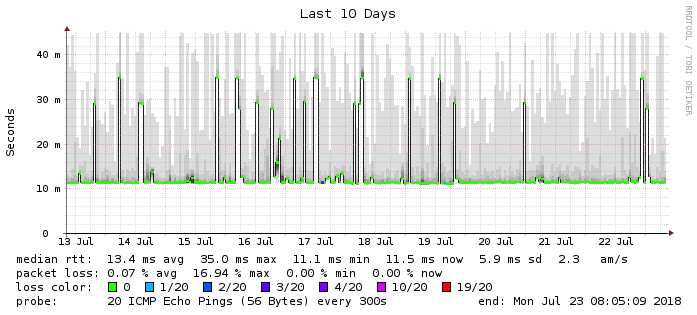 Last 10 Days
RRDTOOL / TOBI OETIKER
Seconds
40 m
30 m
20 m
10 m
0
13 Jul 14 Jul 15 Jul 16 Jul 17 Jul 18 Jul 19 Jul 20 Jul 21 Jul 22 Jul
median rtt: 13.4 ms avg 35.0 ms max 11.1 ms min 11.5 ms now 5.9 ms sd 2.3 am/s
packet loss: 0.07 % avg 16.94 % max 0.00 % min 0.00 % now
loss color: 0 1/20 2/20 3/20 4/20 10/20 19/20
probe: 20 ICMP Echo Pings (56 Bytes) every 300s end: Mon Jul 23 08:05:09 2018